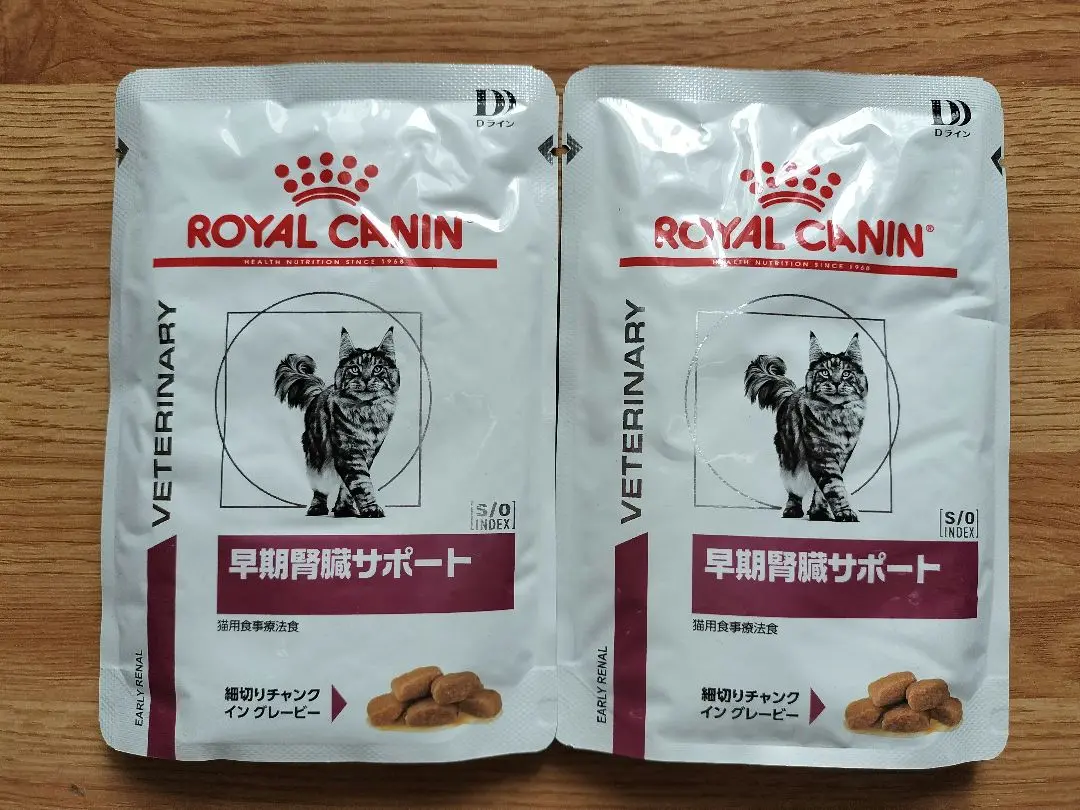 D
Dライン
ROYAL CANIN
HEALTH NUTRITION SINCE 1968
VETERINARY
S/O
INDEX
早期腎臓サポート
猫用食事療法食
EARLY RENAL
細切りチャンク
イン グレービー
D
Dライン
ROYAL CANIN®
HEALTH NUTRITION SINCE 1968
VETERINARY
S/O
INDEX
早期腎臓サポート
猫用食事療法食
EARLY RENAL
細切りチャンク
イン グレービー